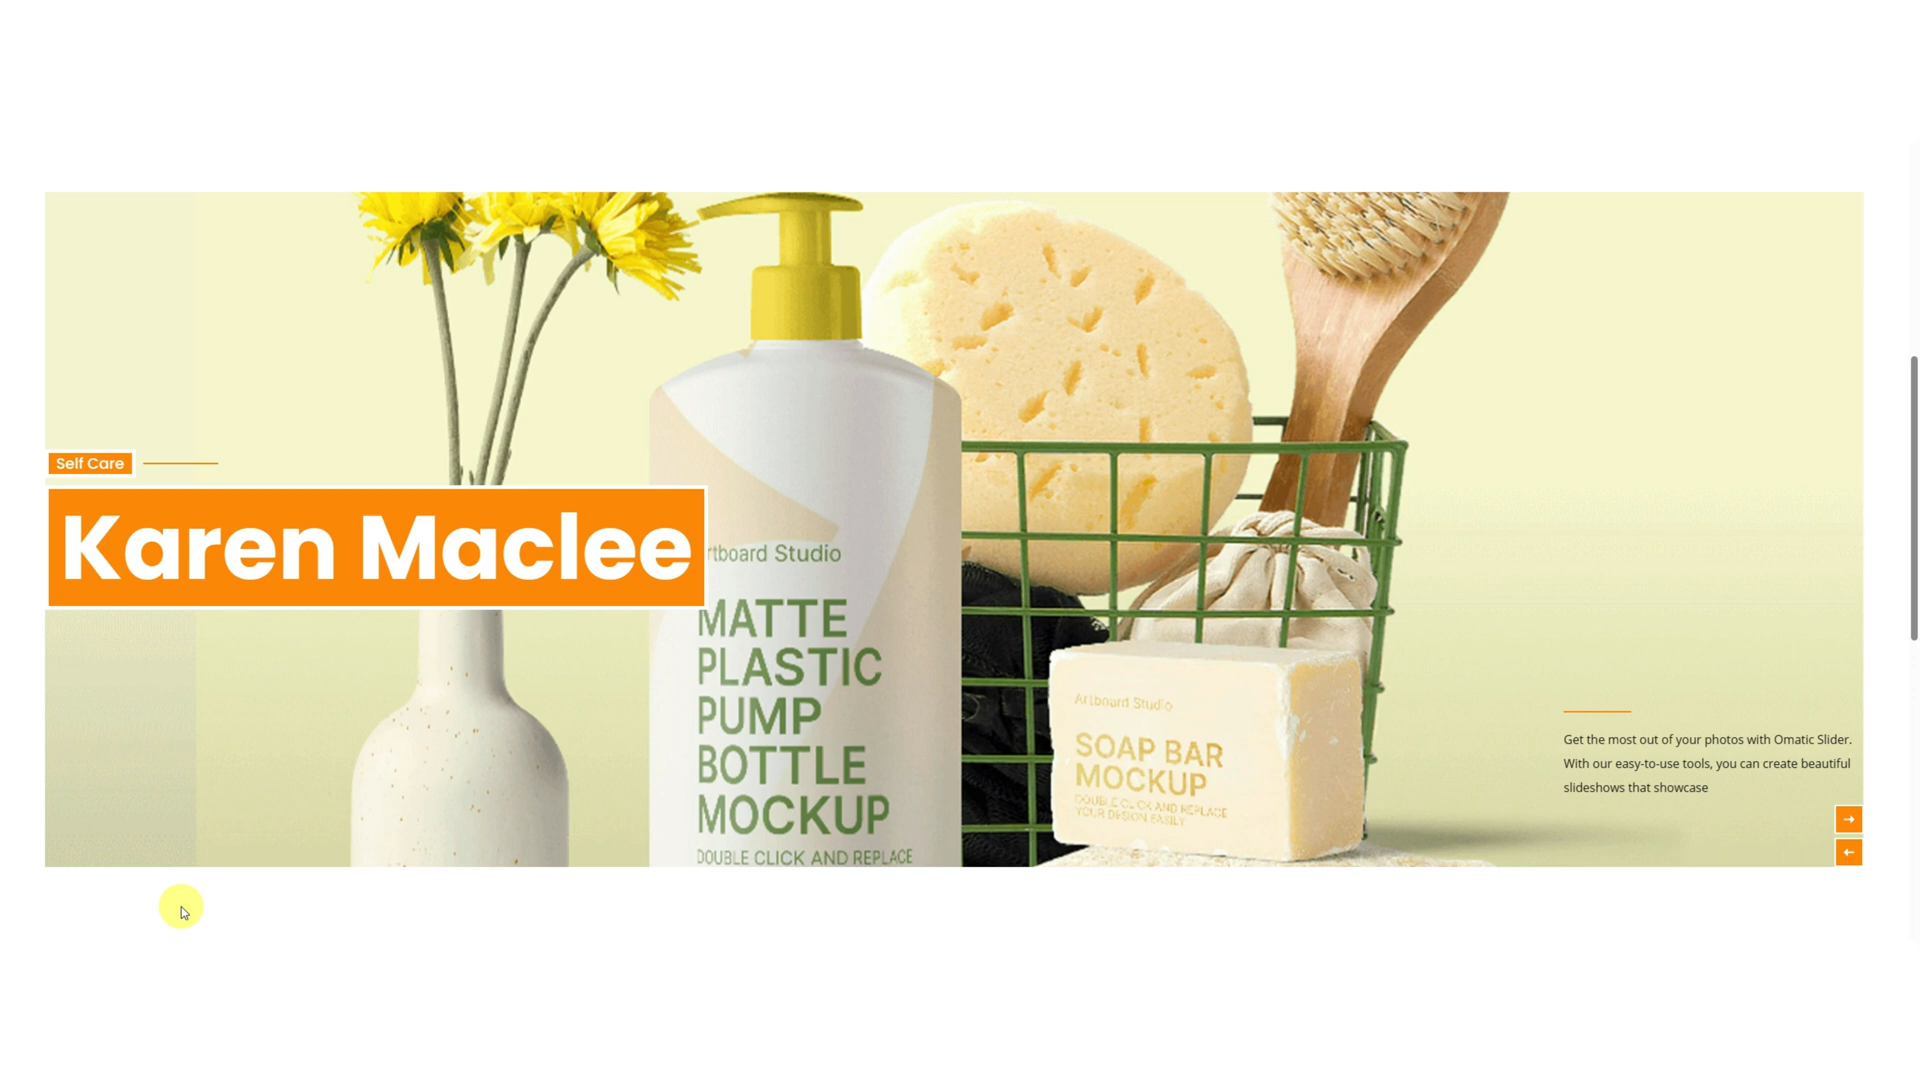 Self Care
Karen Maclee
rtboard Studio
MATTE
PLASTIC
PUMP
BOTTLE
MOCKUP
DOUBLE CLICK AND REPLACE
Artboard Studio
SOAP BAR
MOCKUP
DOUBLE CLICK AND REPLACE
YOUR DESIGN EASILY
Get the most out of your photos with Omatic Slider.
With our easy-to-use tools, you can create beautiful
slideshows that showcase
→
←